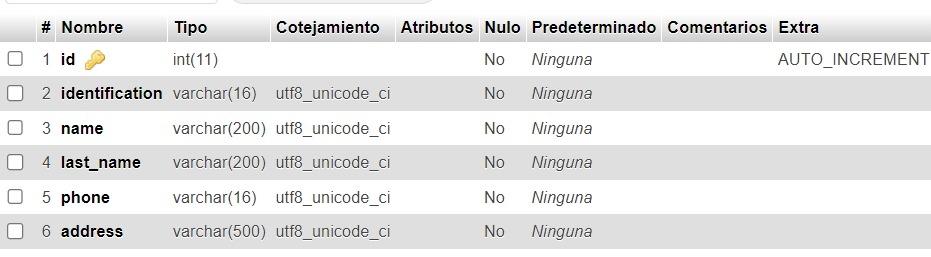 # Nombre Tipo Cotejamiento Atributos Nulo Predeterminado Comentarios Extra
1 id int(11) No Ninguna AUTO_INCREMENT
2 identification varchar(16) utf8_unicode_ci No Ninguna
3 name varchar(200) utf8_unicode_ci No Ninguna
4 last_name varchar(200) utf8_unicode_ci No Ninguna
5 phone varchar(16) utf8_unicode_ci No Ninguna
6 address varchar(500) utf8_unicode_ci No Ninguna